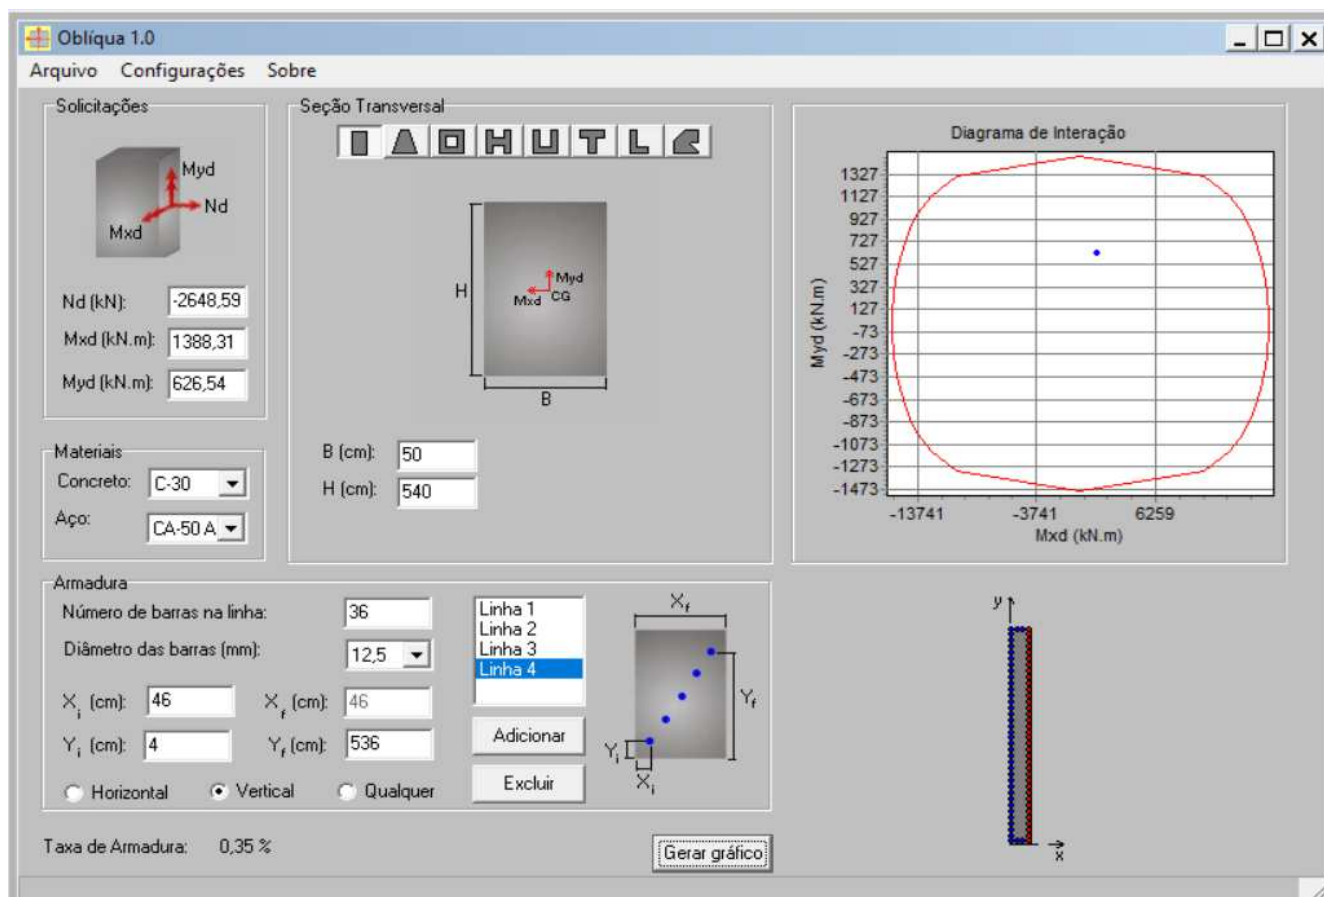 Oblíqua 1.0
Arquivo Configurações Sobre
Solicitações
Myd
Nd
Mxd
Nd (kN): -2648,59
Mxd (kN.m): 1388,31
Myd (kN.m): 626,54
Materiais
Concreto: C-30
Aço: CA-50 A
Seção Transversal
H
Myd
Mxd CG
B
B (cm): 50
H (cm): 540
Diagrama de Interação
Myd (kN.m)
1327
1127
927
727
527
327
127
-73
-273
-473
-673
-873
-1073
-1273
-1473
-13741 -3741 6259
Mxd (kN.m)
Armadura
Número de barras na linha: 36
Diâmetro das barras (mm): 12,5
Xi (cm): 46 Xf (cm): 46
Yi (cm): 4 Yf (cm): 536
Horizontal Vertical Qualquer
Linha 1
Linha 2
Linha 3
Linha 4
Adicionar
Excluir
Xf
Yf
Yi
Xi
y
x
Taxa de Armadura: 0,35 %
Gerar gráfico